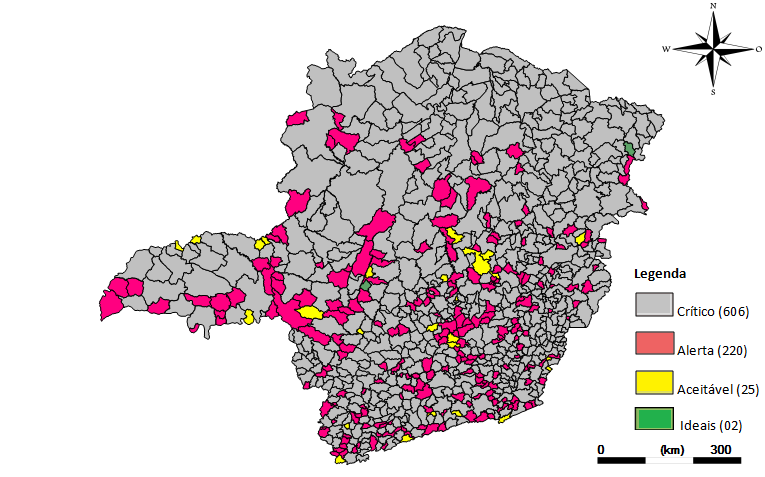 N
W
O
S
Legenda
Crítico (606)
Alerta (220)
Aceitável (25)
Ideais (02)
0 (km) 300